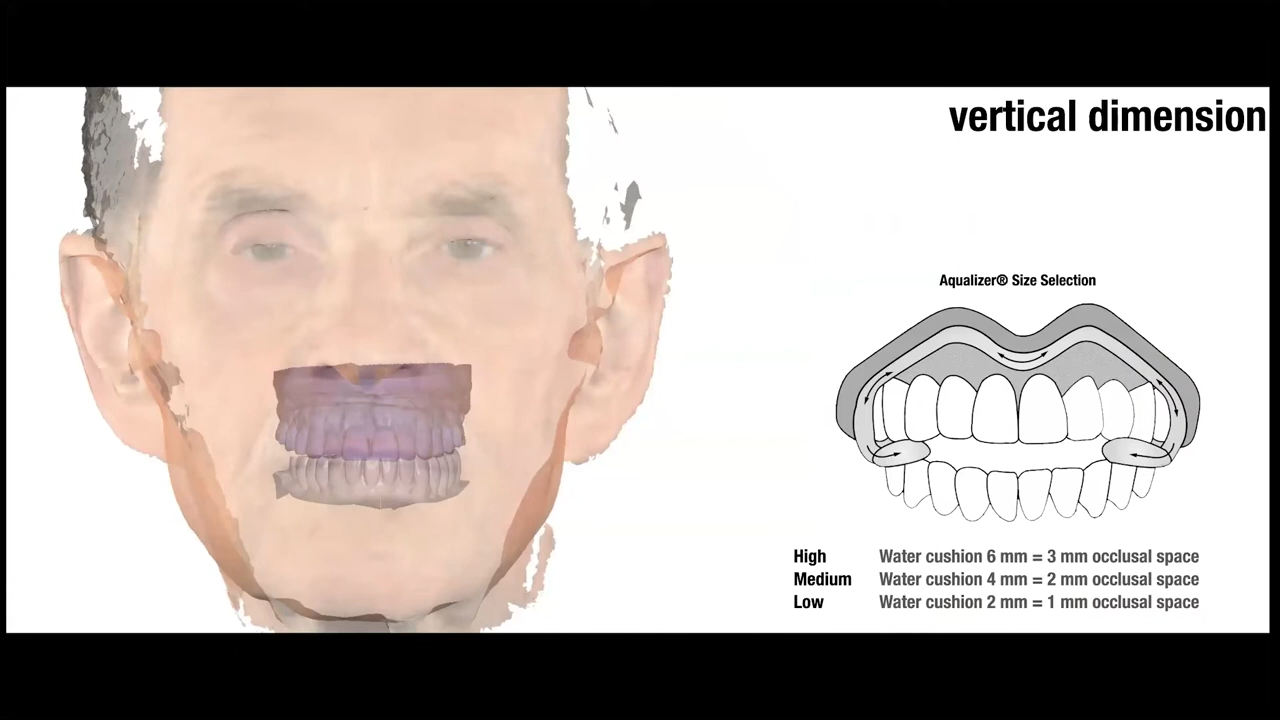 vertical dimension
Aqualizer® Size Selection
High Water cushion 6 mm = 3 mm occlusal space
Medium Water cushion 4 mm = 2 mm occlusal space
Low Water cushion 2 mm = 1 mm occlusal space